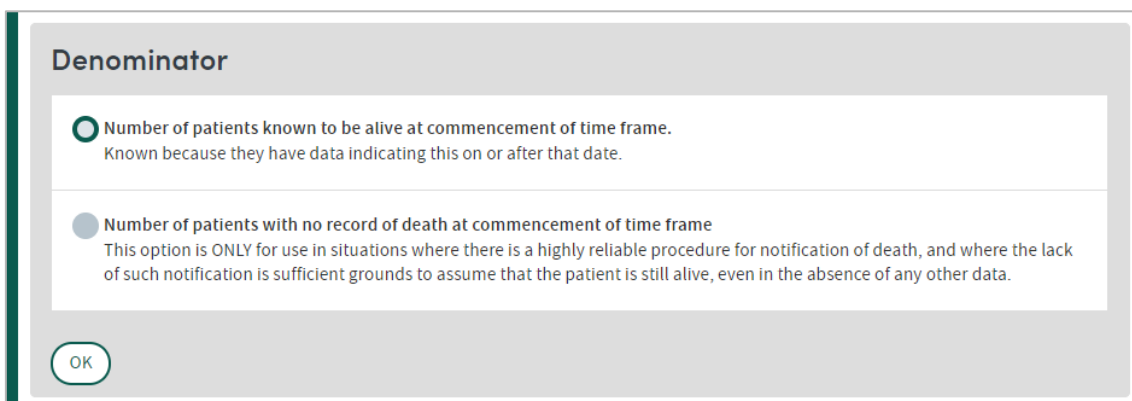 Denominator
Number of patients known to be alive at commencement of time frame.
Known because they have data indicating this on or after that date.
Number of patients with no record of death at commencement of time frame
This option is ONLY for use in situations where there is a highly reliable procedure for notification of death, and where the lack
of such notification is sufficient grounds to assume that the patient is still alive, even in the absence of any other data.
OK